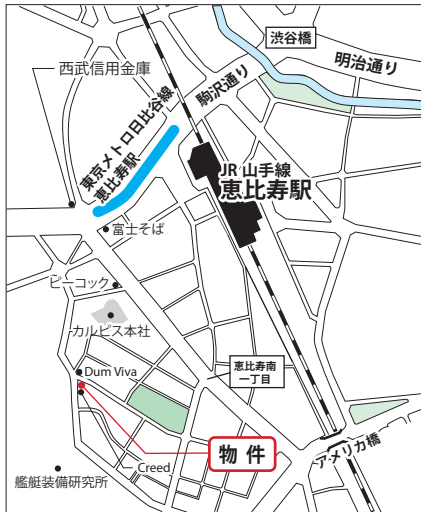 渋谷橋
明治通り
西武信用金庫
駒沢通り
東京メトロ日比谷線
恵比寿駅
JR 山手線
恵比寿駅
富士そば
ピーコック
カルピス本社
恵比寿南
一丁目
Dum Viva
物 件
アメリカ橋
Creed
艦艇装備研究所